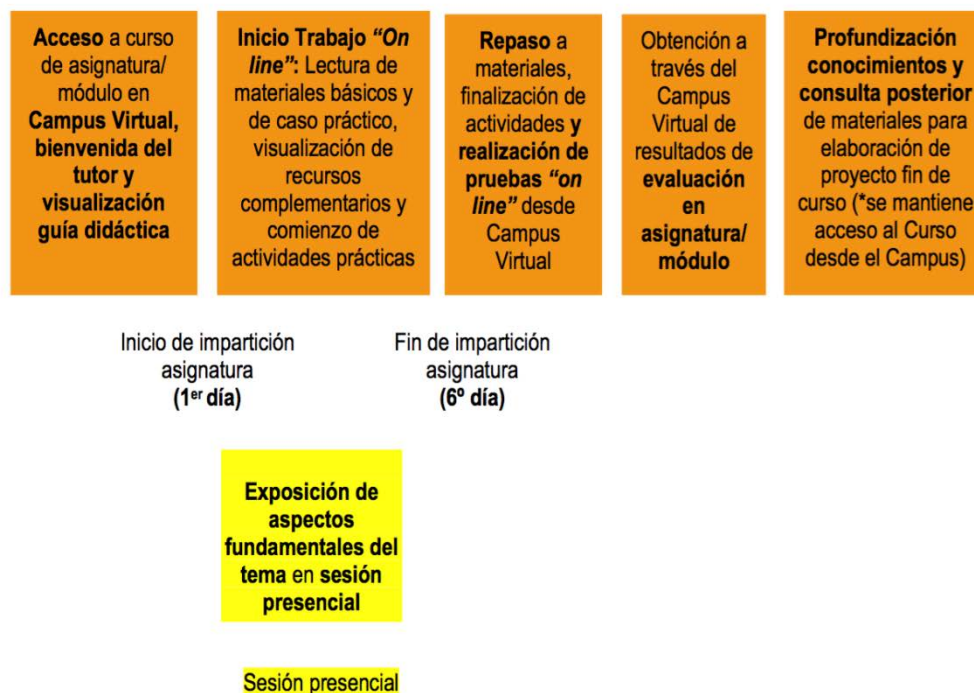 Acceso a curso
de asignatura/
módulo en
Campus Virtual,
bienvenida del
tutor y
visualización
guía didáctica
Inicio Trabajo “On
line”: Lectura de
materiales básicos y
de caso práctico,
visualización de
recursos
complementarios y
comienzo de
actividades prácticas
Repaso a
materiales,
finalización de
actividades y
realización de
pruebas “on
line” desde
Campus
Virtual
Obtención a
través del
Campus
Virtual de
resultados de
evaluación
en
asignatura/
módulo
Profundización
conocimientos y
consulta posterior
de materiales para
elaboración de
proyecto fin de
curso (*se mantiene
acceso al Curso
desde el Campus)
Inicio de impartición
asignatura
(1er día)
Fin de impartición
asignatura
(6º día)
Exposición de
aspectos
fundamentales del
tema en sesión
presencial
Sesión presencial